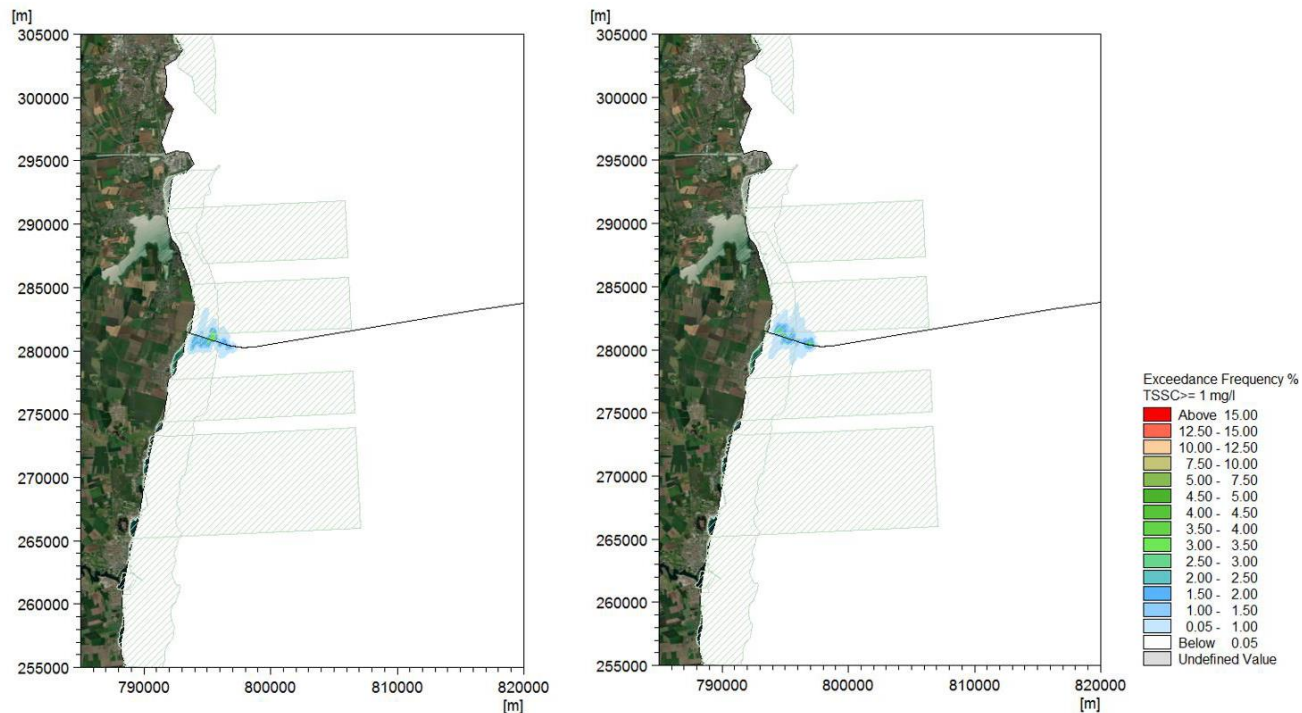 [m]
305000
300000
295000
290000
285000
280000
275000
270000
265000
260000
255000
790000 800000 810000 820000
[m]
[m]
305000
300000
295000
290000
285000
280000
275000
270000
265000
260000
255000
790000 800000 810000 820000
[m]
Exceedance Frequency %
TSSC>= 1 mg/l
Above 15.00
12.50 - 15.00
10.00 - 12.50
7.50 - 10.00
5.00 - 7.50
4.50 - 5.00
4.00 - 4.50
3.50 - 4.00
3.00 - 3.50
2.50 - 3.00
2.00 - 2.50
1.50 - 2.00
1.00 - 1.50
0.05 - 1.00
Below 0.05
Undefined Value